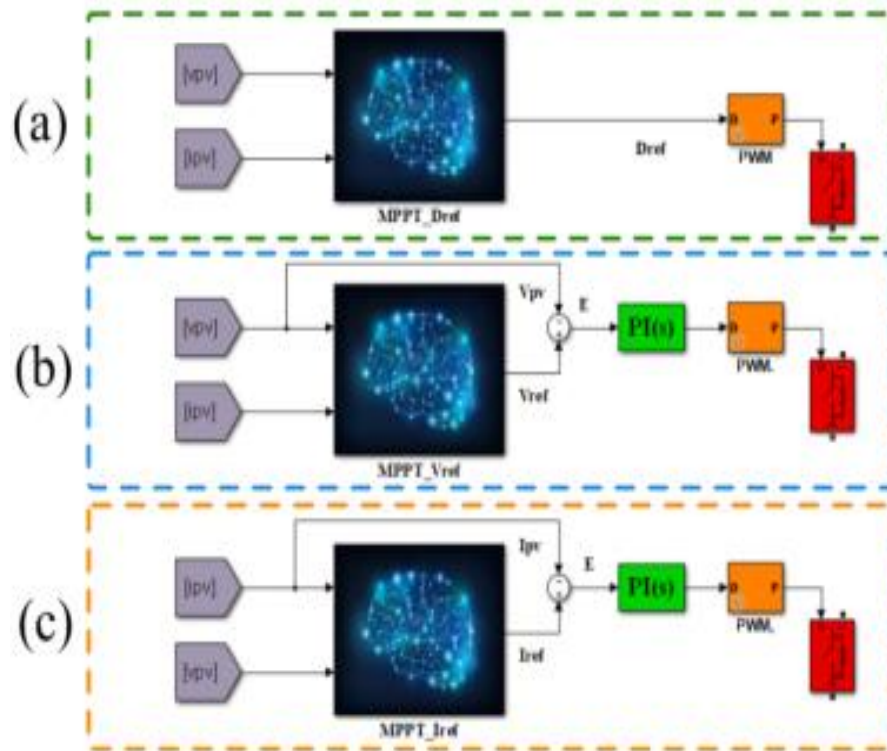 (a)
[vpv]
[ipv]
MPPT_Dref
Dref
D P
PWM
(b)
[vpv]
[ipv]
Vpv
E
Vref
PI(s)
D P
PWM.
MPPT_Vref
(c)
[ipv]
[vpv]
Ipv
E
Iref
PI(s)
D P
PWM,
MPPT_Iref